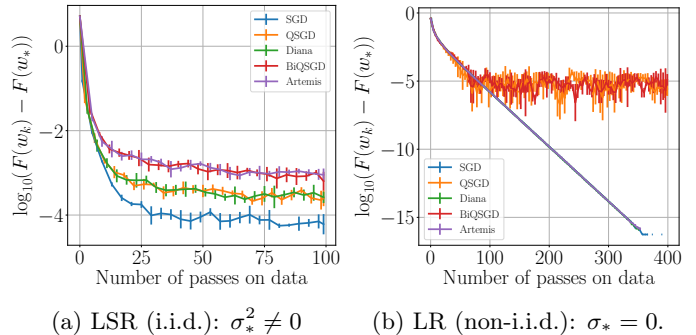 log₁₀(F(wₖ) − F(w∗))
0
−2
−4
SGD
QSGD
Diana
BiQSGD
Artemis
0 25 50 75 100
Number of passes on data
(a) LSR (i.i.d.): σ∗² ≠ 0
log₁₀(F(wₖ) − F(w∗))
0
−5
−10
−15
SGD
QSGD
Diana
BiQSGD
Artemis
0 100 200 300 400
Number of passes on data
(b) LR (non-i.i.d.): σ∗ = 0.